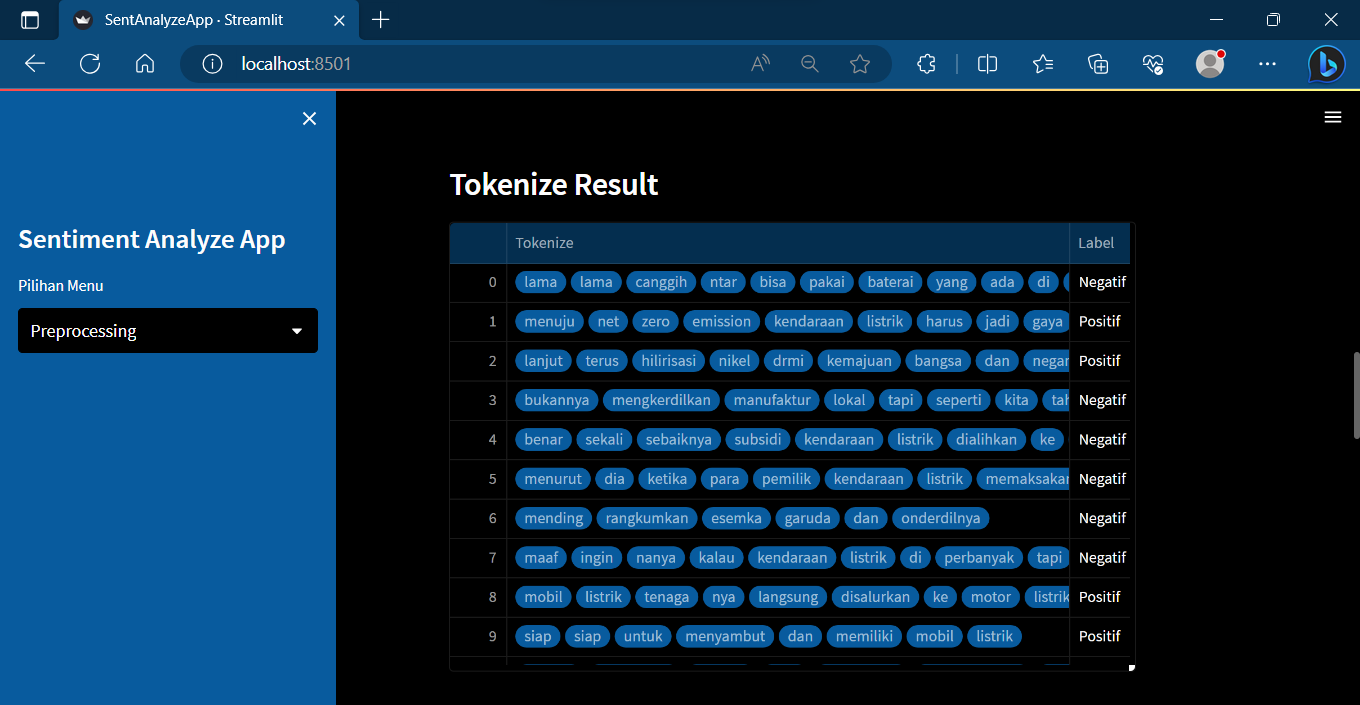 SentAnalyzeApp · Streamlit
localhost:8501
Sentiment Analyze App
Pilihan Menu
Preprocessing
Tokenize Result
Tokenize Label
0 lama lama canggih ntar bisa pakai baterai yang ada di Negatif
1 menuju net zero emission kendaraan listrik harus jadi gaya Positif
2 lanjut terus hilirisasi nikel drmi kemajuan bangsa dan Positif
3 bukannya mengkerdilkan manufaktur lokal tapi seperti kita Negatif
4 benar sekali sebaiknya subsidi kendaraan listrik dialihkan ke Negatif
5 menurut dia ketika para pemilik kendaraan listrik Negatif
6 mending rangkumkan esemka garuda dan onderdilnya Negatif
7 maaf ingin nanya kalau kendaraan listrik di perbanyak tapi Negatif
8 mobil listrik tenaga nya langsung disalurkan ke motor listrik Positif
9 siap siap untuk menyambut dan memiliki mobil listrik Positif